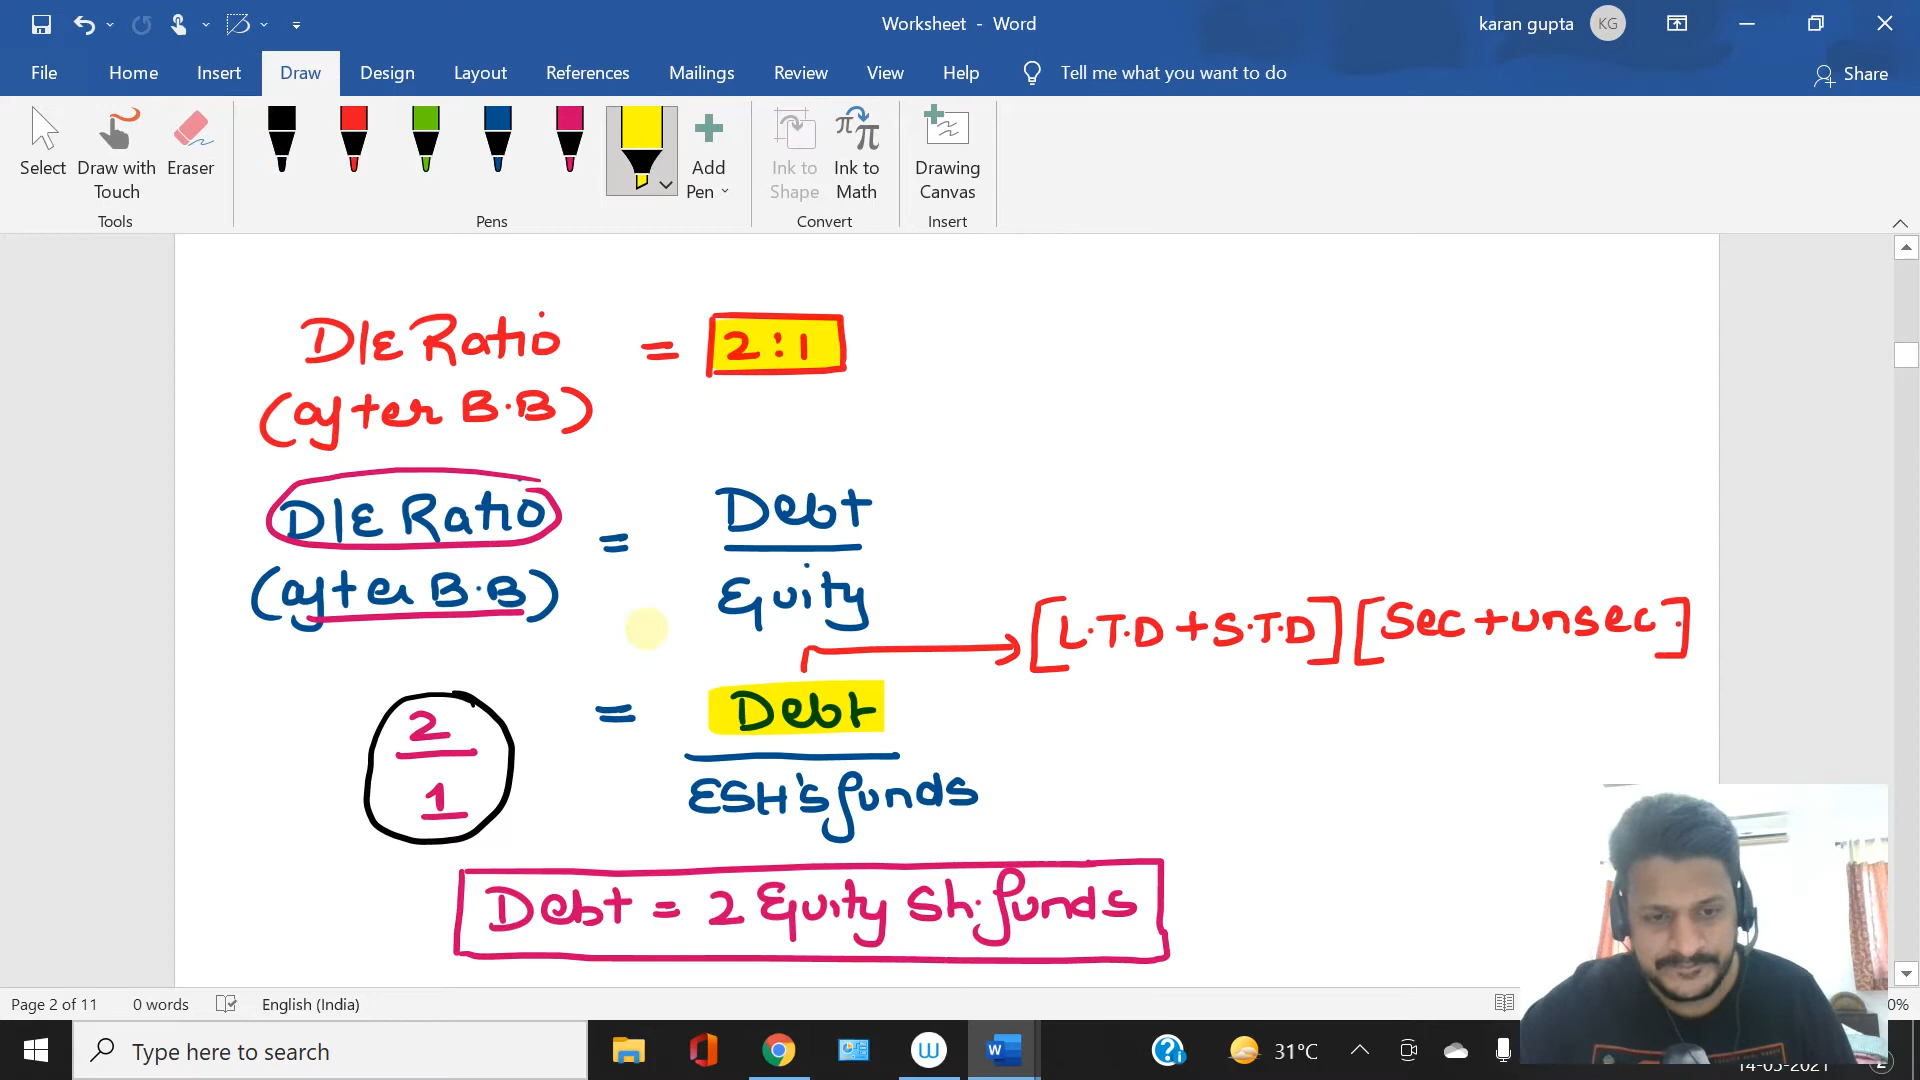 Worksheet - Word
karan gupta
KG
File Home Insert Draw Design Layout References Mailings Review View Help Tell me what you want to do Share
Select
Draw with Touch
Eraser
Add Pen
Ink to Shape
Ink to Math
Drawing Canvas
Tools
Pens
Convert
Insert
D/E Ratio = 2:1
(after B.B)
D/E Ratio = Debt
(after B.B) Equity
[L.T.D + S.T.D] [Sec + unsec.]
2 = Debt
1 ESH's funds
Debt = 2 Equity Sh. funds
Page 2 of 11 0 words English (India)
0%
Type here to search
31°C